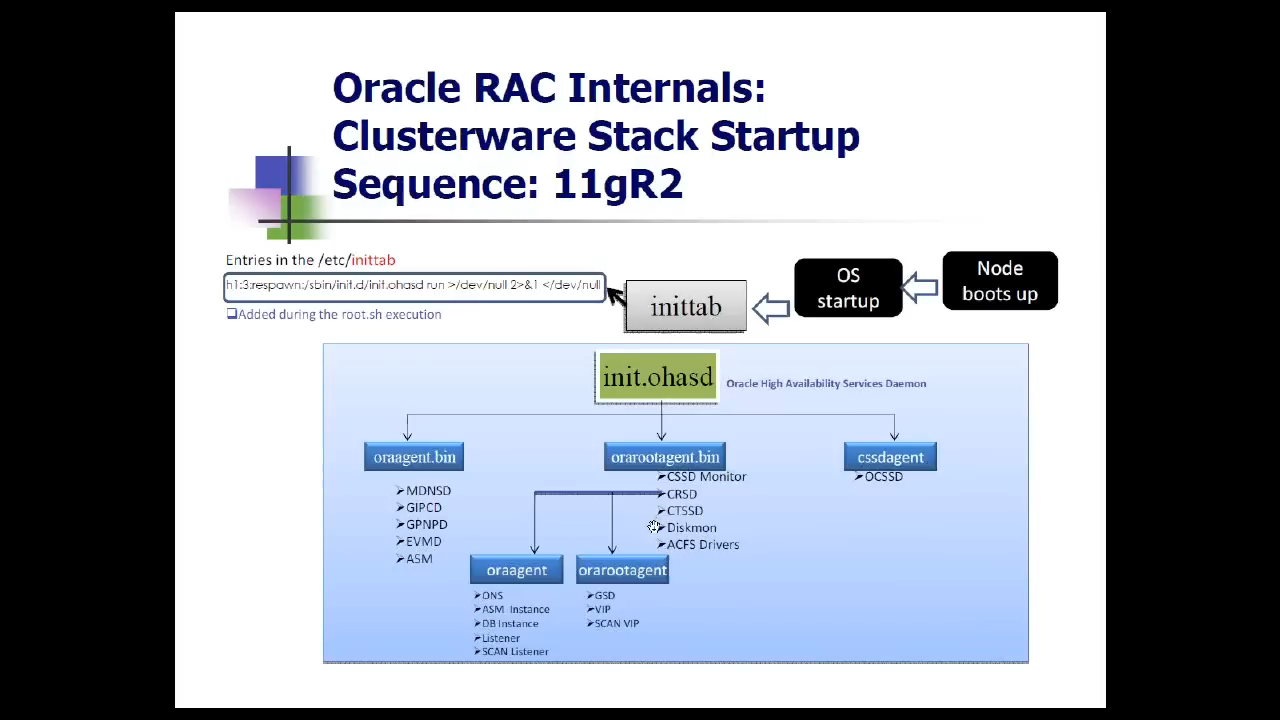 Oracle RAC Internals:
Clusterware Stack Startup
Sequence: 11gR2
Entries in the /etc/inittab
h1:3:respawn:/sbin/init.d/init.ohasd run >/dev/null 2>&1 </dev/null
Added during the root.sh execution
inittab
OS
startup
Node
boots up
init.ohasd
Oracle High Availability Services Daemon
oraagent.bin
MDNSD
GIPCD
GPNPD
EVMD
ASM
orarootagent.bin
CSSD Monitor
CRSD
CTSSD
Diskmon
ACFS Drivers
cssdagent
OCSSD
oraagent
ONS
ASM Instance
DB Instance
Listener
SCAN Listener
orarootagent
GSD
VIP
SCAN VIP